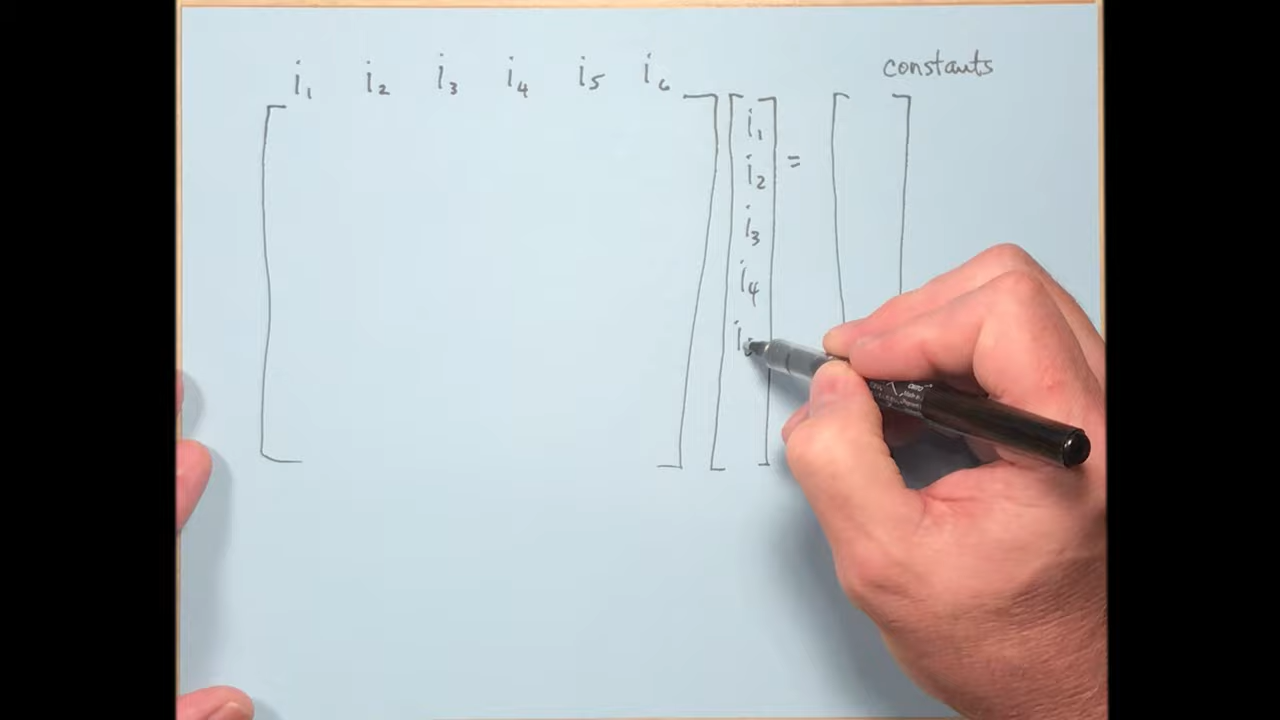 i₁ i₂ i₃ i₄ i₅ i₆ constants
i₁
i₂ =
i₃
i₄
i